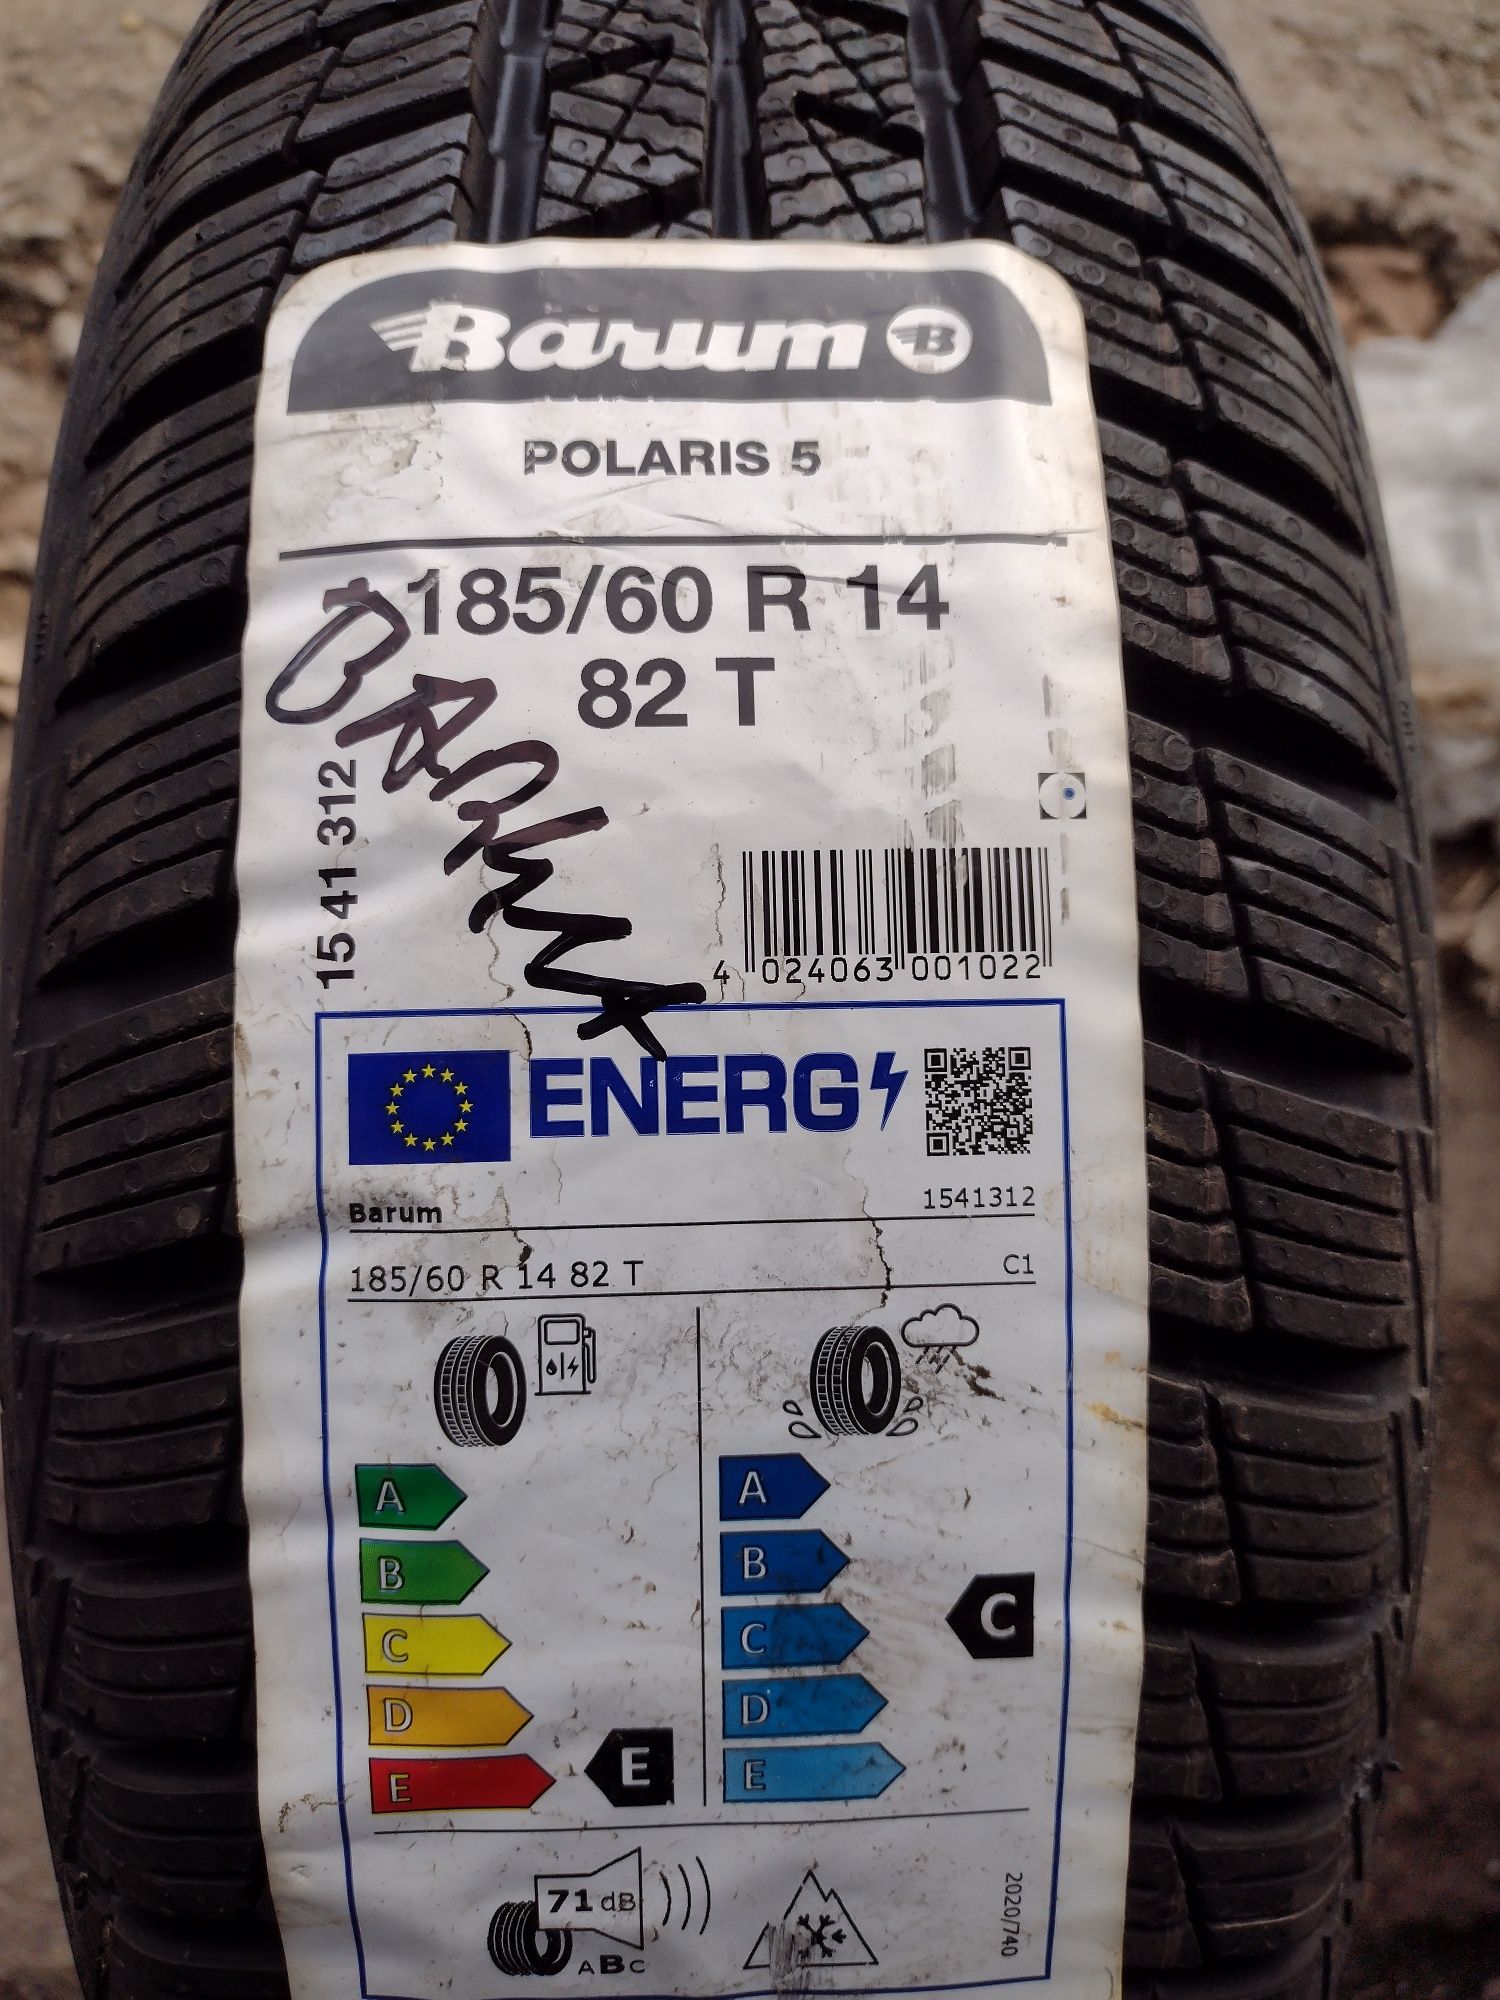 Barum B
POLARIS 5
185/60 R 14
82 T
15 41 312
4 024063 001022
ENERG
Barum
1541312
185/60 R 14 82 T
C1
A
B
C
D
E
E
A
B
C
D
E
C
71 dB
ABC
2020/740